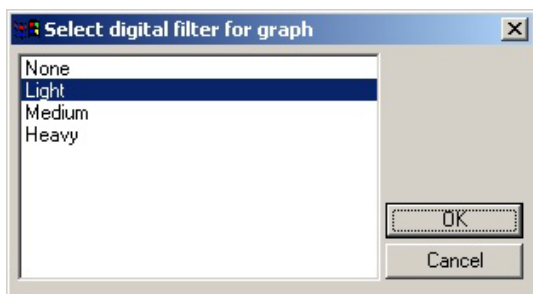 Select digital filter for graph
None
Light
Medium
Heavy
OK
Cancel